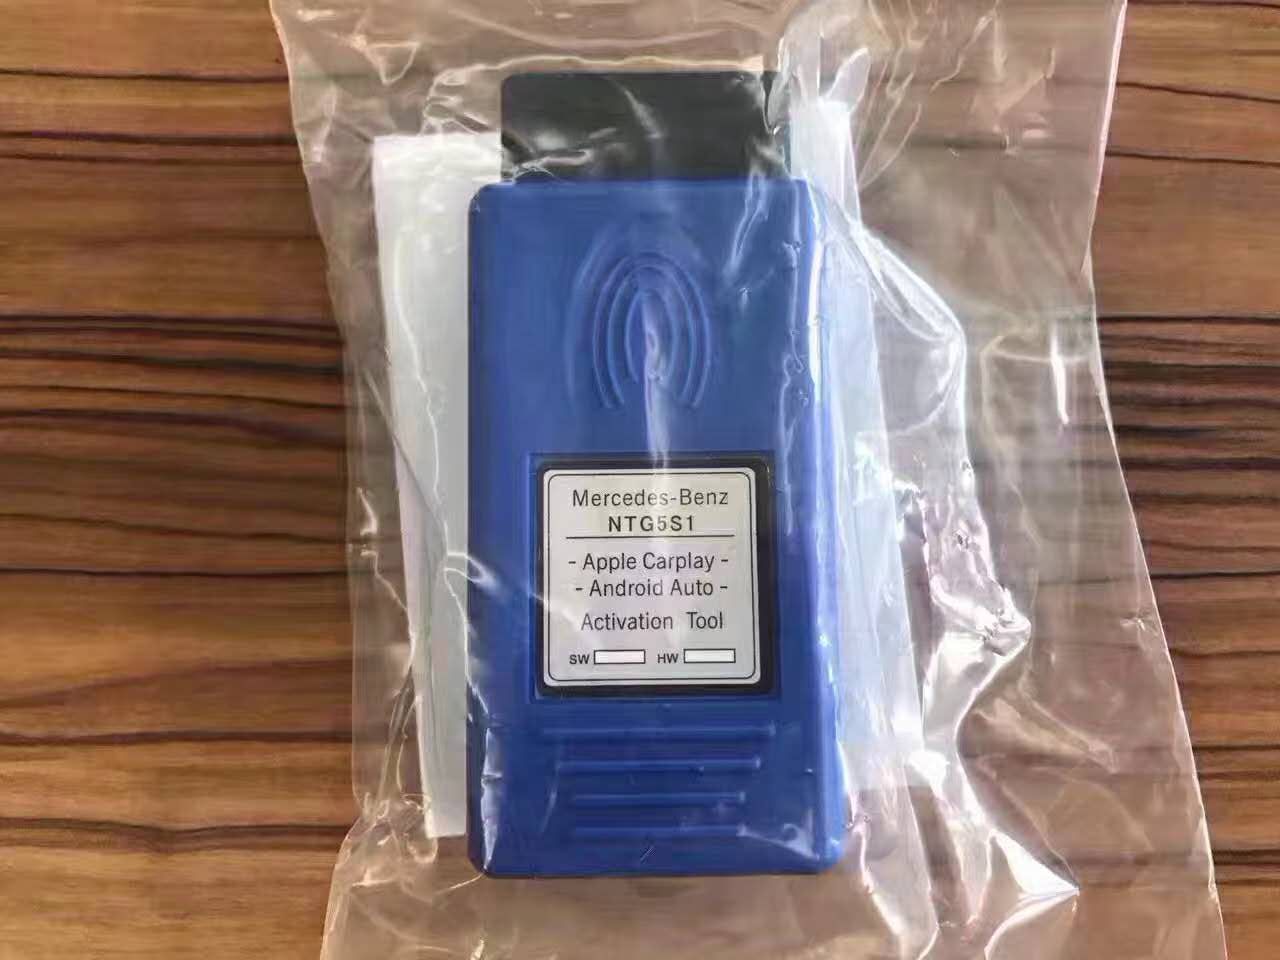 Mercedes-Benz
NTG5S1
- Apple Carplay -
- Android Auto -
Activation Tool
SW HW